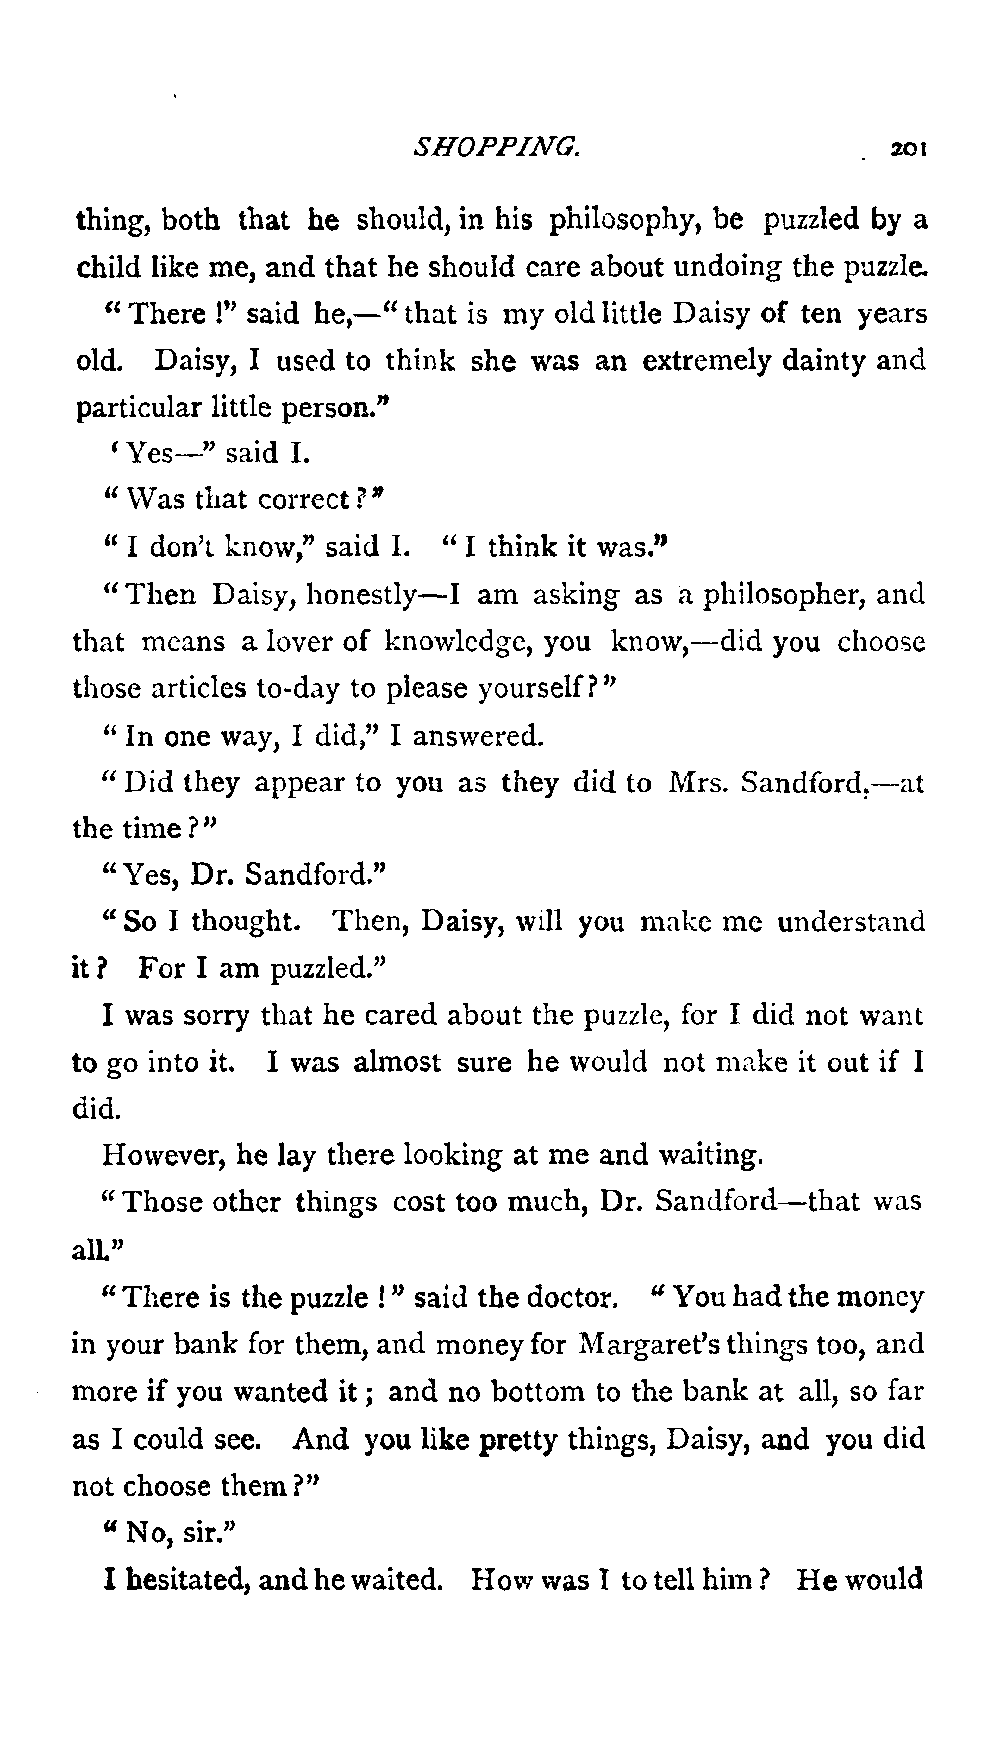 SHOPPING. 201
thing, both that he should, in his philosophy, be puzzled by a
child like me, and that he should care about undoing the puzzle.
"There!" said he,—"that is my old little Daisy of ten years
old. Daisy, I used to think she was an extremely dainty and
particular little person."
'Yes—" said I.
"Was that correct?"
"I don't know," said I. "I think it was."
"Then Daisy, honestly—I am asking as a philosopher, and
that means a lover of knowledge, you know,—did you choose
those articles to-day to please yourself?"
"In one way, I did," I answered.
"Did they appear to you as they did to Mrs. Sandford,—at
the time?"
"Yes, Dr. Sandford."
"So I thought. Then, Daisy, will you make me understand
it? For I am puzzled."
I was sorry that he cared about the puzzle, for I did not want
to go into it. I was almost sure he would not make it out if I
did.
However, he lay there looking at me and waiting.
"Those other things cost too much, Dr. Sandford—that was
all."
"There is the puzzle!" said the doctor. "You had the money
in your bank for them, and money for Margaret's things too, and
more if you wanted it; and no bottom to the bank at all, so far
as I could see. And you like pretty things, Daisy, and you did
not choose them?"
"No, sir."
I hesitated, and he waited. How was I to tell him? He would